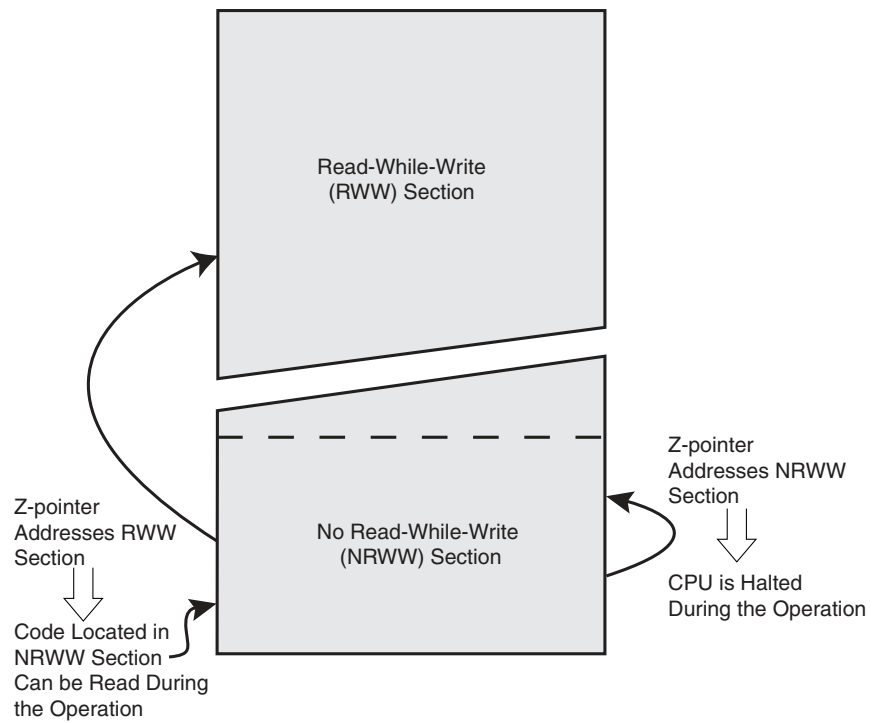 Read-While-Write
(RWW) Section
Z-pointer
Addresses NRWW
Section
Z-pointer
Addresses RWW
Section
No Read-While-Write
(NRWW) Section
CPU is Halted
During the Operation
Code Located in
NRWW Section
Can be Read During
the Operation